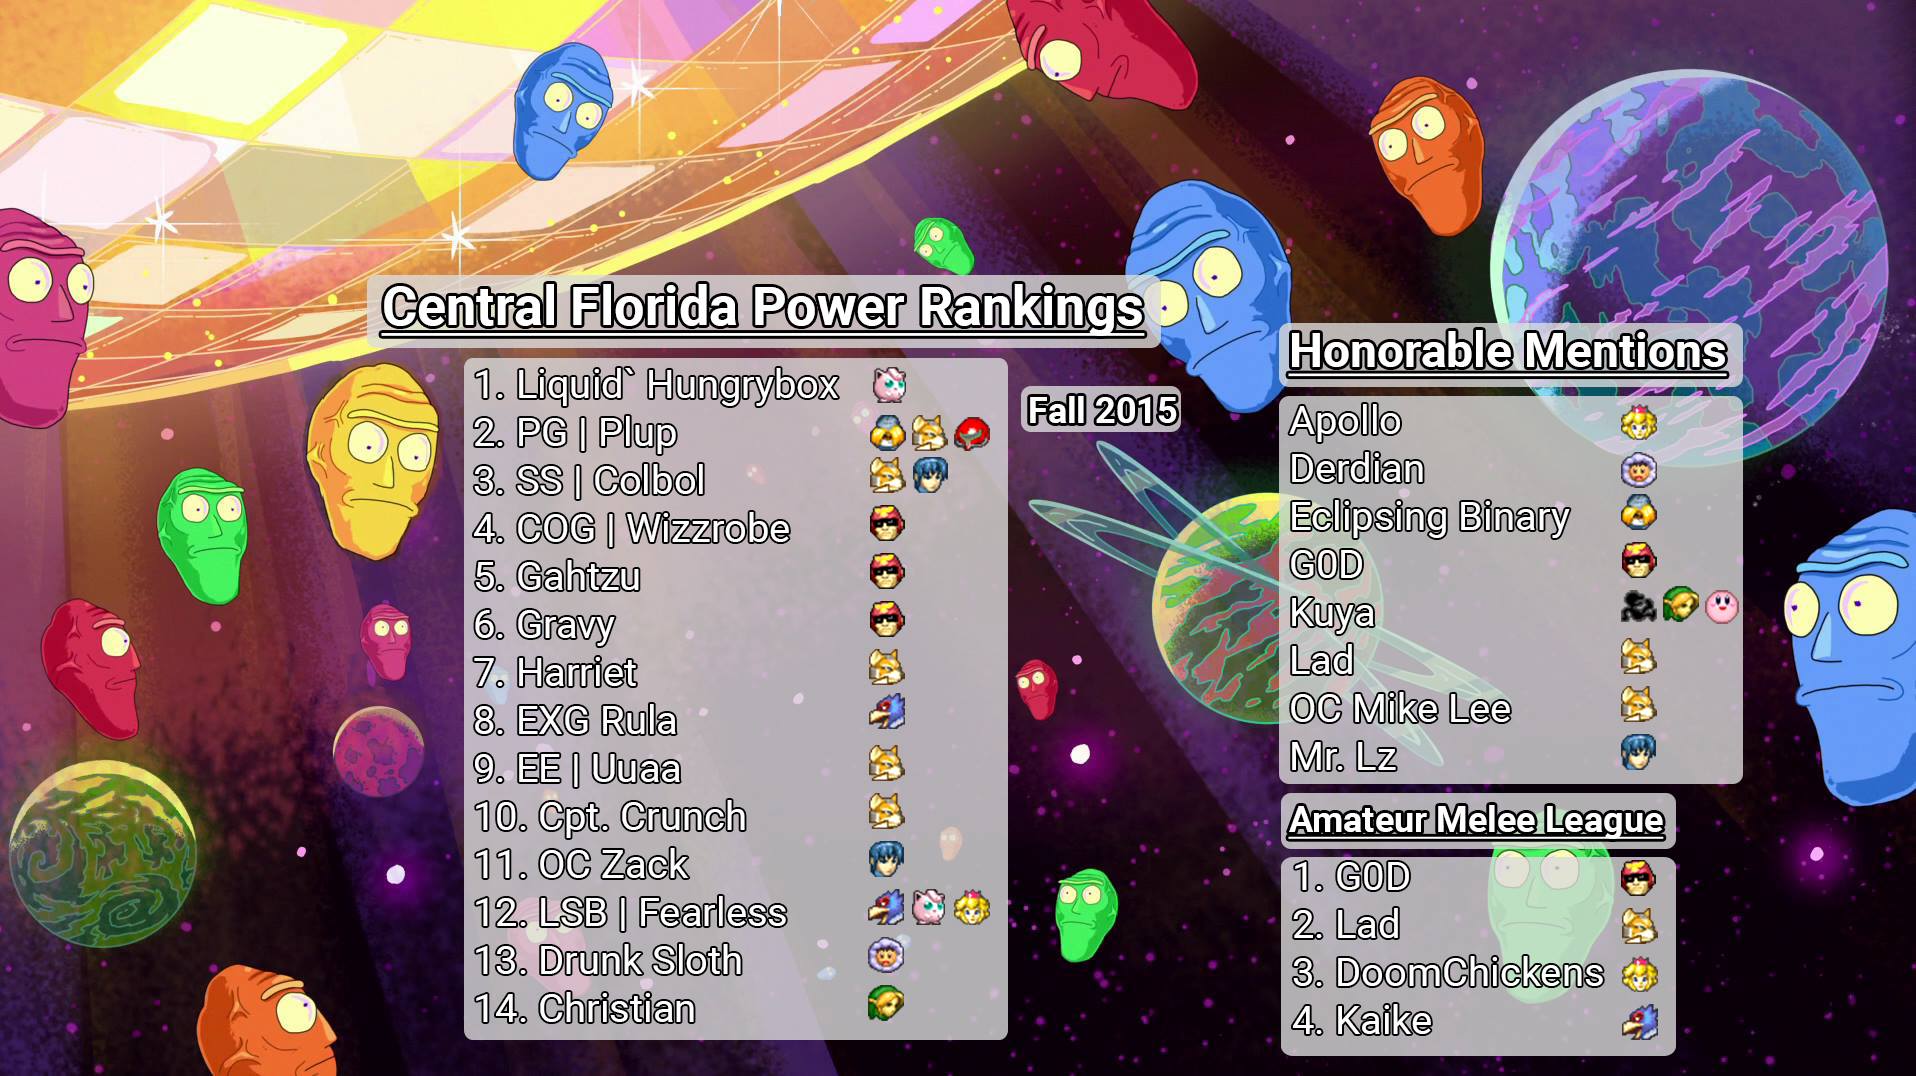 Central Florida Power Rankings
1. Liquid` Hungrybox
2. PG | Plup
3. SS | Colbol
4. COG | Wizzrobe
5. Gahtzu
6. Gravy
7. Harriet
8. EXG Rula
9. EE | Uuaa
10. Cpt. Crunch
11. OC Zack
12. LSB | Fearless
13. Drunk Sloth
14. Christian
Fall 2015
Honorable Mentions
Apollo
Derdian
Eclipsing Binary
G0D
Kuya
Lad
OC Mike Lee
Mr. Lz
Amateur Melee League
1. G0D
2. Lad
3. DoomChickens
4. Kaike